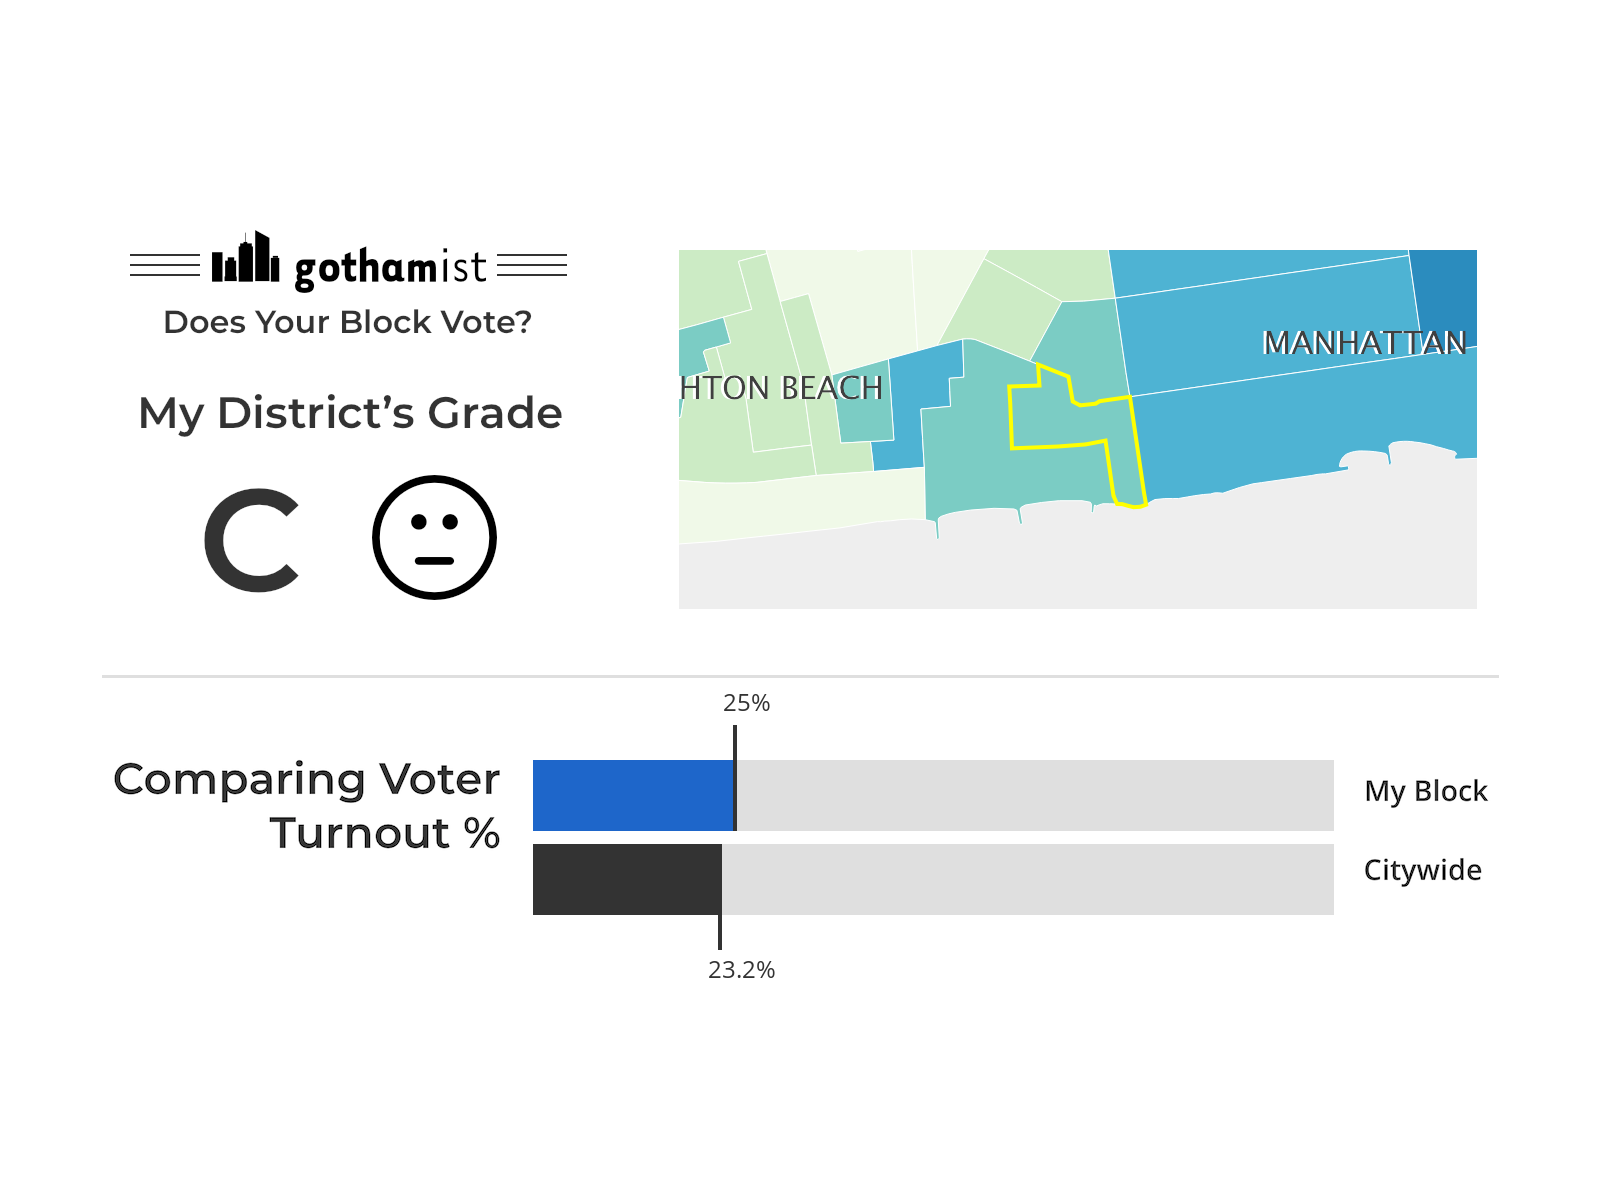 gothamist
Does Your Block Vote?
My District’s Grade
C
HTON BEACH
MANHATTAN
25%
Comparing Voter
Turnout %
My Block
Citywide
23.2%